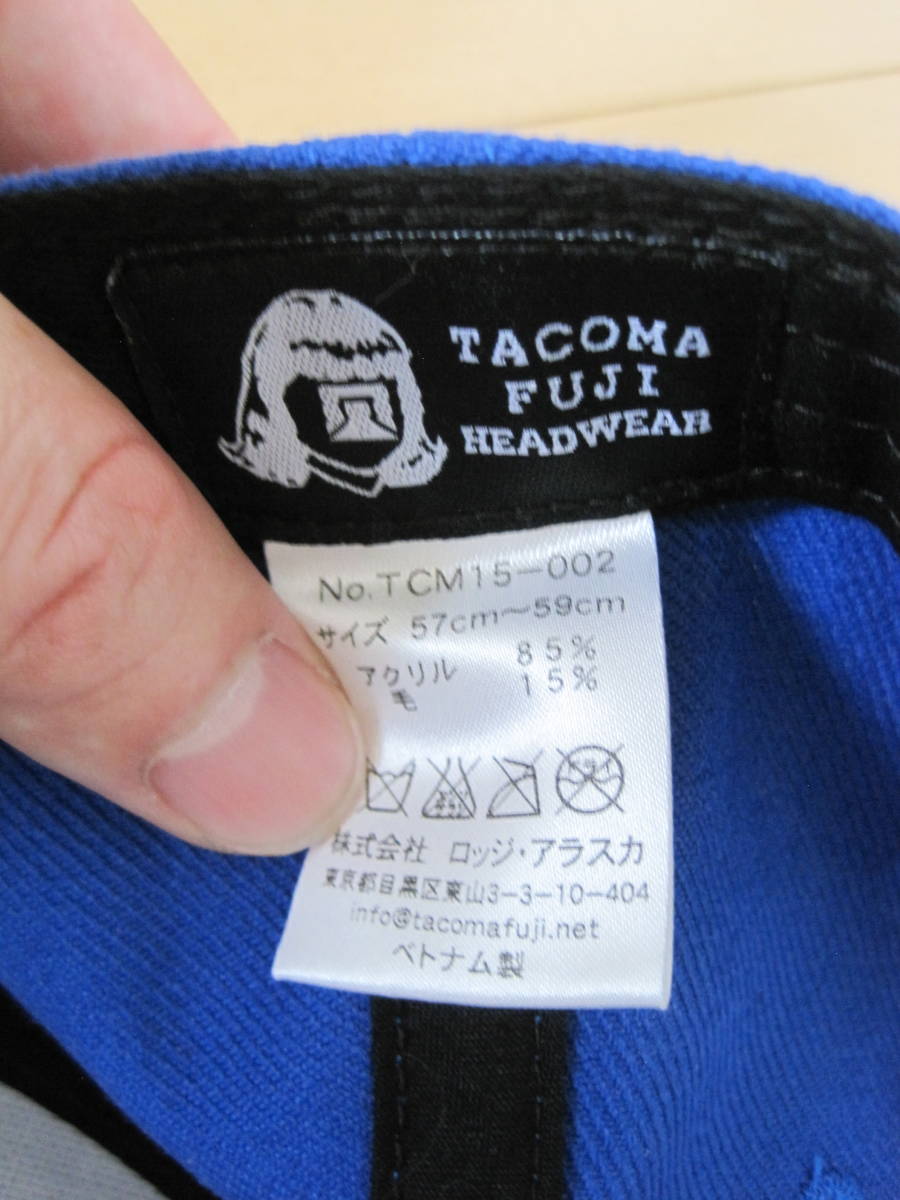 TACOMA
FUJI
HEADWEAR
No.TCM15-002
サイズ 57cm〜59cm
アクリル 85%
毛 15%
株式会社 ロッジ・アラスカ
東京都目黒区東山3-3-10-404
info@tacomafuji.net
ベトナム製